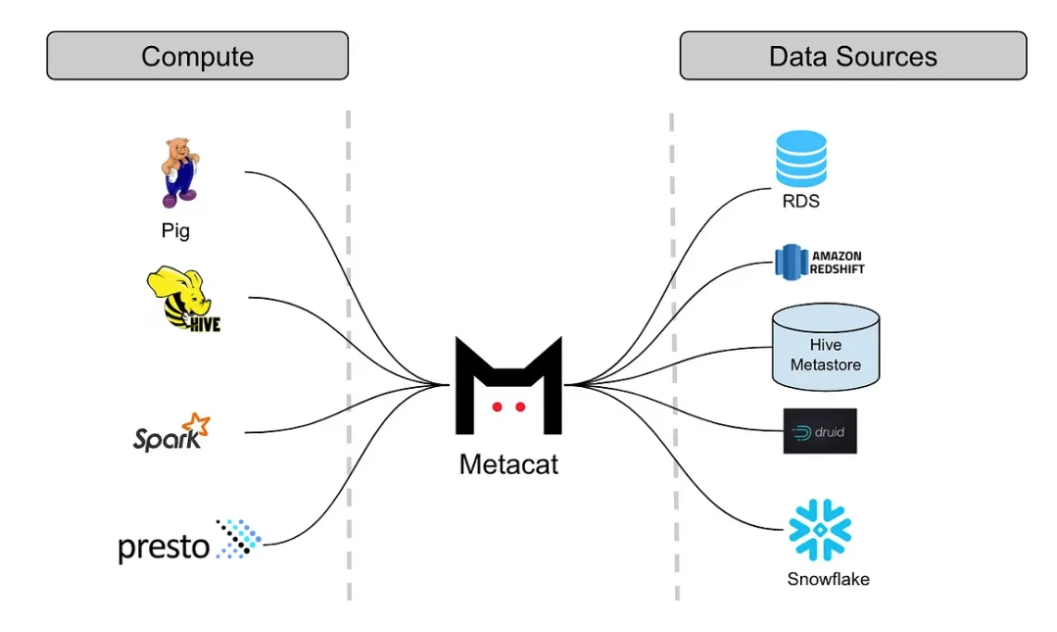 Compute
Data Sources
Pig
HIVE
Spark
presto
Metacat
RDS
AMAZON
REDSHIFT
Hive
Metastore
druid
Snowflake